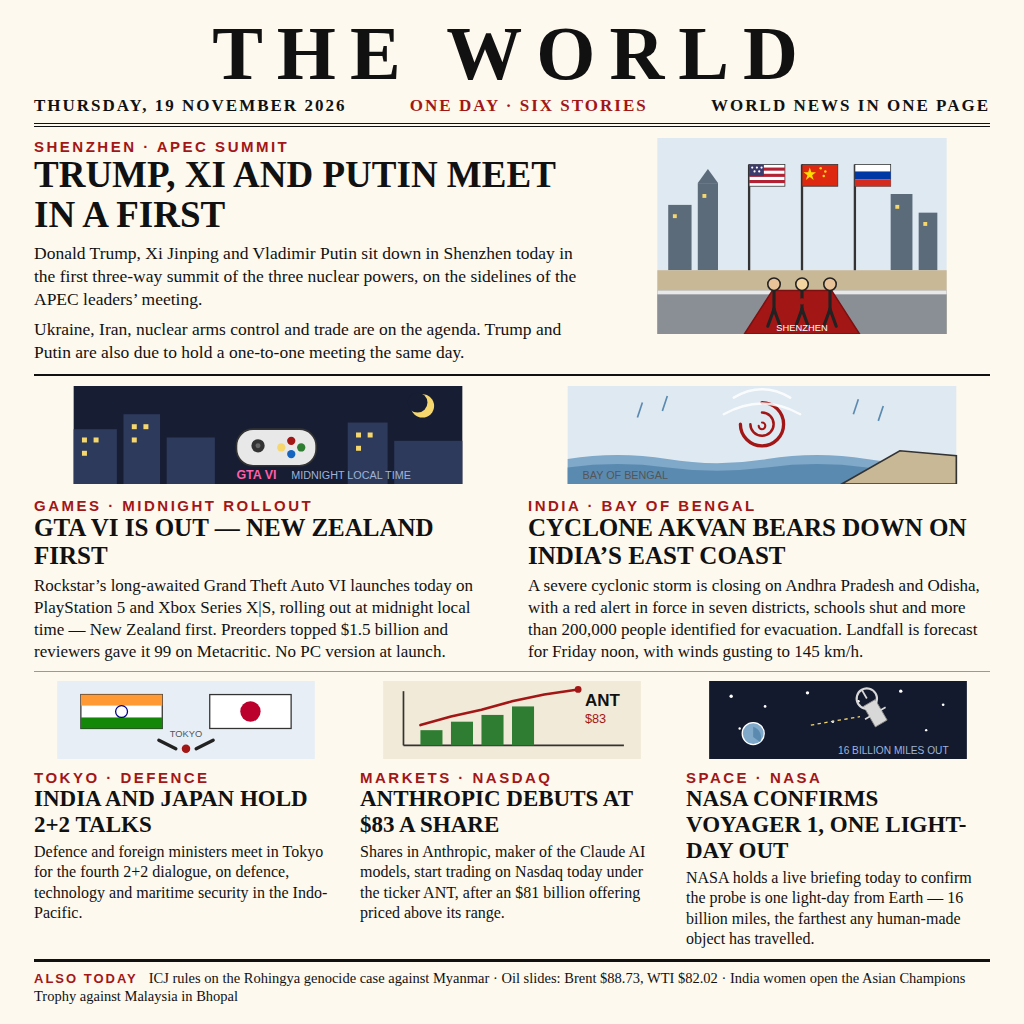 THE WORLD
THURSDAY, 19 NOVEMBER 2026
ONE DAY · SIX STORIES
WORLD NEWS IN ONE PAGE
SHENZHEN · APEC SUMMIT
TRUMP, XI AND PUTIN MEET
IN A FIRST
Donald Trump, Xi Jinping and Vladimir Putin sit down in Shenzhen today in
the first three-way summit of the three nuclear powers, on the sidelines of the
APEC leaders’ meeting.
Ukraine, Iran, nuclear arms control and trade are on the agenda. Trump and
Putin are also due to hold a one-to-one meeting the same day.
SHENZHEN
GTA VI MIDNIGHT LOCAL TIME
GAMES · MIDNIGHT ROLLOUT
GTA VI IS OUT — NEW ZEALAND
FIRST
Rockstar’s long-awaited Grand Theft Auto VI launches today on
PlayStation 5 and Xbox Series X|S, rolling out at midnight local
time — New Zealand first. Preorders topped $1.5 billion and
reviewers gave it 99 on Metacritic. No PC version at launch.
BAY OF BENGAL
INDIA · BAY OF BENGAL
CYCLONE AKVAN BEARS DOWN ON
INDIA’S EAST COAST
A severe cyclonic storm is closing on Andhra Pradesh and Odisha,
with a red alert in force in seven districts, schools shut and more
than 200,000 people identified for evacuation. Landfall is forecast
for Friday noon, with winds gusting to 145 km/h.
TOKYO
TOKYO · DEFENCE
INDIA AND JAPAN HOLD
2+2 TALKS
Defence and foreign ministers meet in Tokyo
for the fourth 2+2 dialogue, on defence,
technology and maritime security in the Indo-
Pacific.
ANT
$83
MARKETS · NASDAQ
ANTHROPIC DEBUTS AT
$83 A SHARE
Shares in Anthropic, maker of the Claude AI
models, start trading on Nasdaq today under
the ticker ANT, after an $81 billion offering
priced above its range.
16 BILLION MILES OUT
SPACE · NASA
NASA CONFIRMS
VOYAGER 1, ONE LIGHT-
DAY OUT
NASA holds a live briefing today to confirm
the probe is one light-day from Earth — 16
billion miles, the farthest any human-made
object has travelled.
ALSO TODAY ICJ rules on the Rohingya genocide case against Myanmar · Oil slides: Brent $88.73, WTI $82.02 · India women open the Asian Champions
Trophy against Malaysia in Bhopal